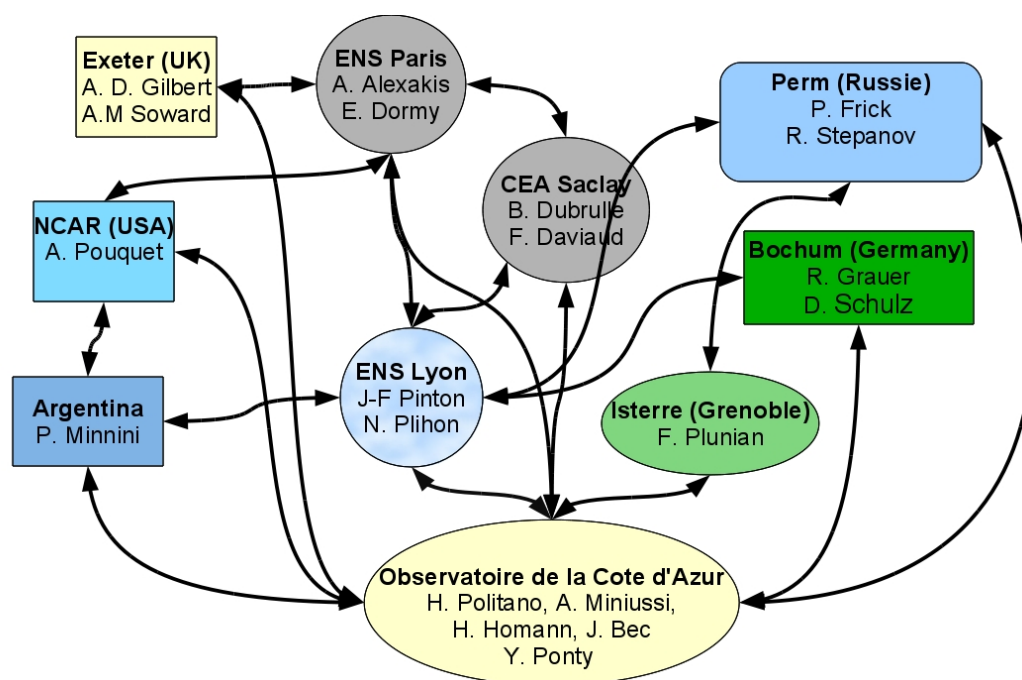 Exeter (UK)
A. D. Gilbert
A.M Soward
ENS Paris
A. Alexakis
E. Dormy
Perm (Russie)
P. Frick
R. Stepanov
CEA Saclay
B. Dubrulle
F. Daviaud
NCAR (USA)
A. Pouquet
Bochum (Germany)
R. Grauer
D. Schulz
ENS Lyon
J-F Pinton
N. Plihon
Isterre (Grenoble)
F. Plunian
Argentina
P. Minnini
Observatoire de la Cote d'Azur
H. Politano, A. Miniussi,
H. Homann, J. Bec
Y. Ponty